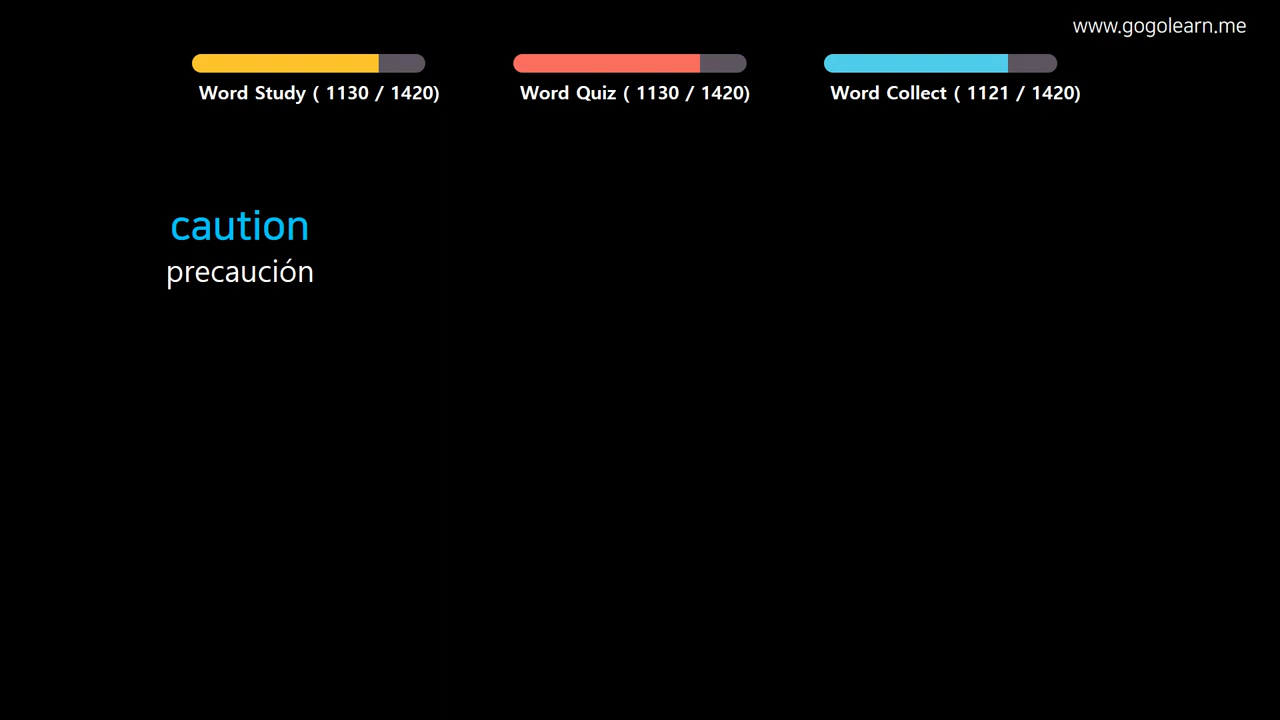 www.gogolearn.me
Word Study ( 1130 / 1420)
Word Quiz ( 1130 / 1420)
Word Collect ( 1121 / 1420)
caution
precaución